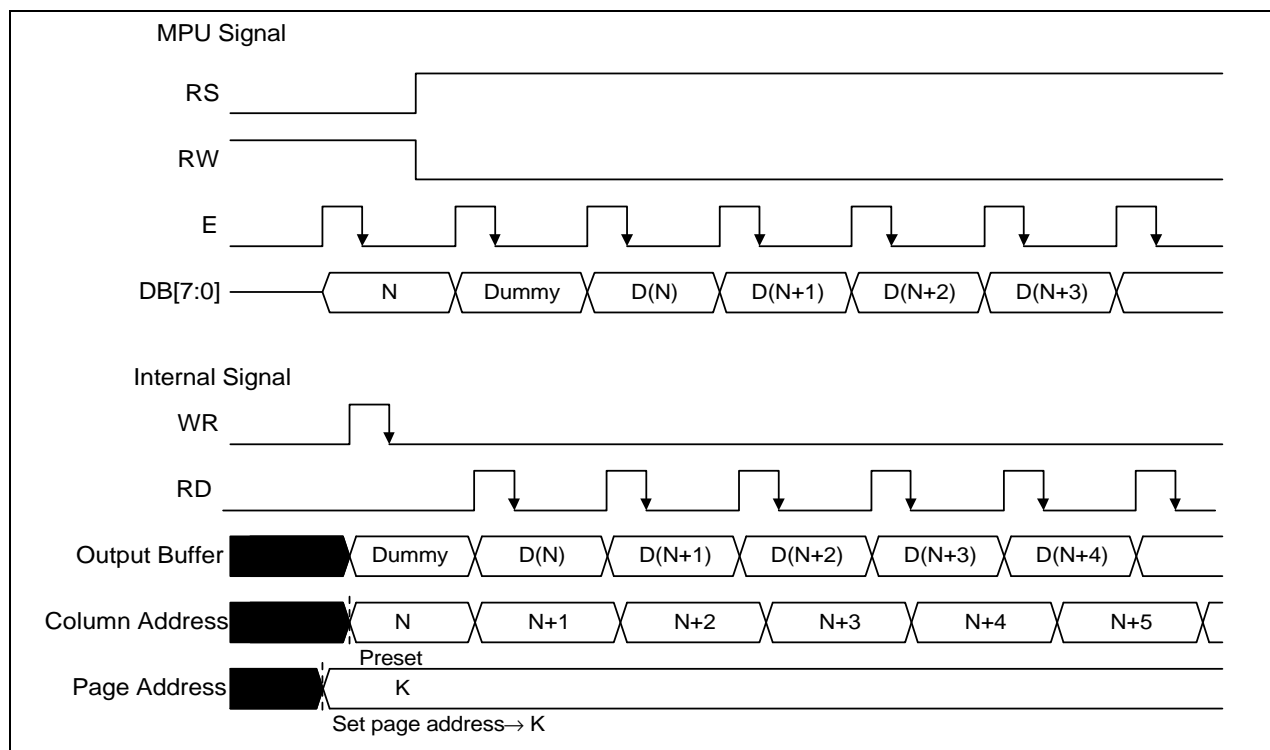 MPU Signal
RS
RW
E
DB[7:0] N Dummy D(N) D(N+1) D(N+2) D(N+3)
Internal Signal
WR
RD
Output Buffer Dummy D(N) D(N+1) D(N+2) D(N+3) D(N+4)
Column Address N N+1 N+2 N+3 N+4 N+5
Preset
Page Address K
Set page address→ K